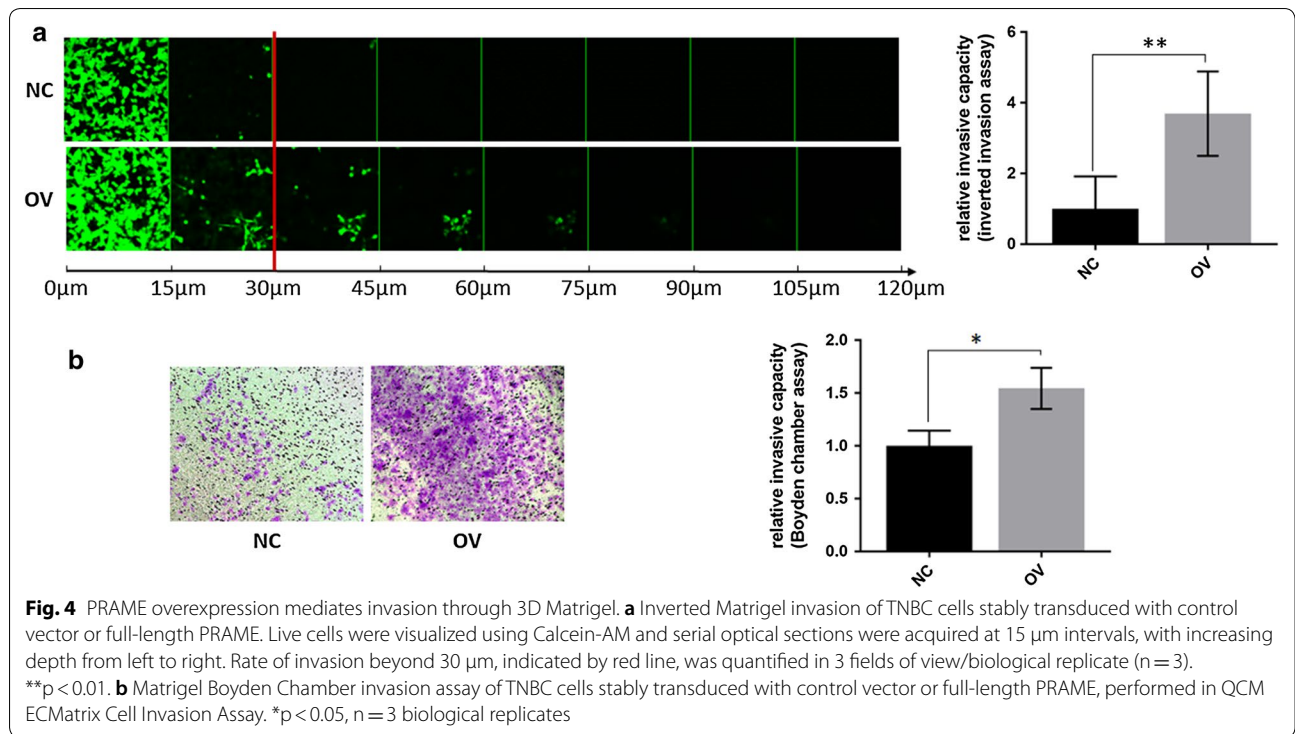 a
NC
OV
0µm 15µm 30µm 45µm 60µm 75µm 90µm 105µm 120µm
relative invasive capacity
(inverted invasion assay)
6
4
2
0
**
NC OV
b
NC OV
relative invasive capacity
(Boyden chamber assay)
2.0
1.5
1.0
0.5
0.0
*
NC OV
Fig. 4 PRAME overexpression mediates invasion through 3D Matrigel. a Inverted Matrigel invasion of TNBC cells stably transduced with control
vector or full-length PRAME. Live cells were visualized using Calcein-AM and serial optical sections were acquired at 15 µm intervals, with increasing
depth from left to right. Rate of invasion beyond 30 µm, indicated by red line, was quantified in 3 fields of view/biological replicate (n = 3).
**p < 0.01. b Matrigel Boyden Chamber invasion assay of TNBC cells stably transduced with control vector or full-length PRAME, performed in QCM
ECMatrix Cell Invasion Assay. *p < 0.05, n = 3 biological replicates